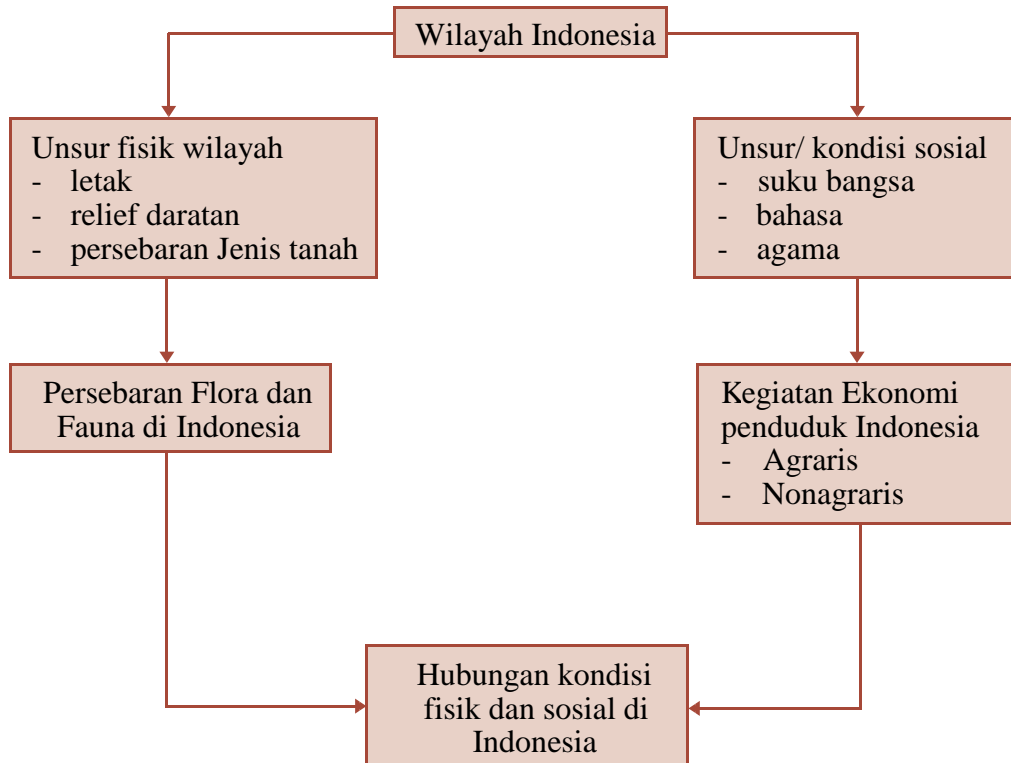 Wilayah Indonesia
Unsur fisik wilayah
- letak
- relief daratan
- persebaran Jenis tanah
Unsur/ kondisi sosial
- suku bangsa
- bahasa
- agama
Persebaran Flora dan
Fauna di Indonesia
Kegiatan Ekonomi
penduduk Indonesia
- Agraris
- Nonagraris
Hubungan kondisi
fisik dan sosial di
Indonesia